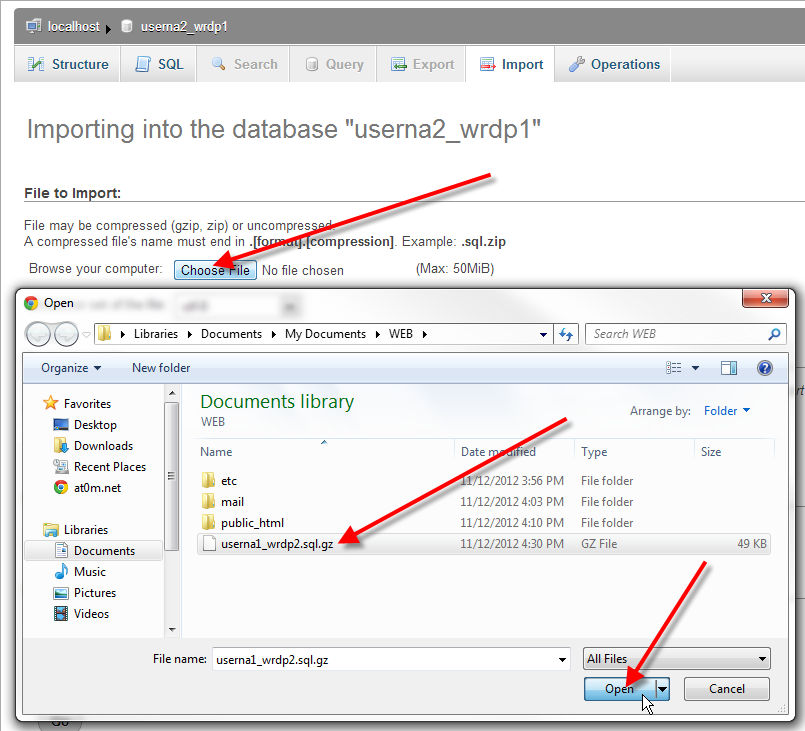 localhost userna2_wrdp1
Structure SQL Search Query Export Import Operations
Importing into the database "userna2_wrdp1"
File to Import:
File may be compressed (gzip, zip) or uncompressed.
A compressed file's name must end in .[format].[compression]. Example: .sql.zip
Browse your computer: Choose File No file chosen (Max: 50MiB)
Open
Libraries Documents My Documents WEB Search WEB
Organize New folder
Favorites
Desktop
Downloads
Recent Places
at0m.net
Libraries
Documents
Music
Pictures
Videos
Documents library
WEB
Arrange by: Folder
Name Date modified Type Size
etc 11/12/2012 3:56 PM File folder
mail 11/12/2012 4:03 PM File folder
public_html 11/12/2012 4:10 PM File folder
userna1_wrdp2.sql.gz 11/12/2012 4:30 PM GZ File 49 KB
File name: userna1_wrdp2.sql.gz All Files
Open Cancel
Go